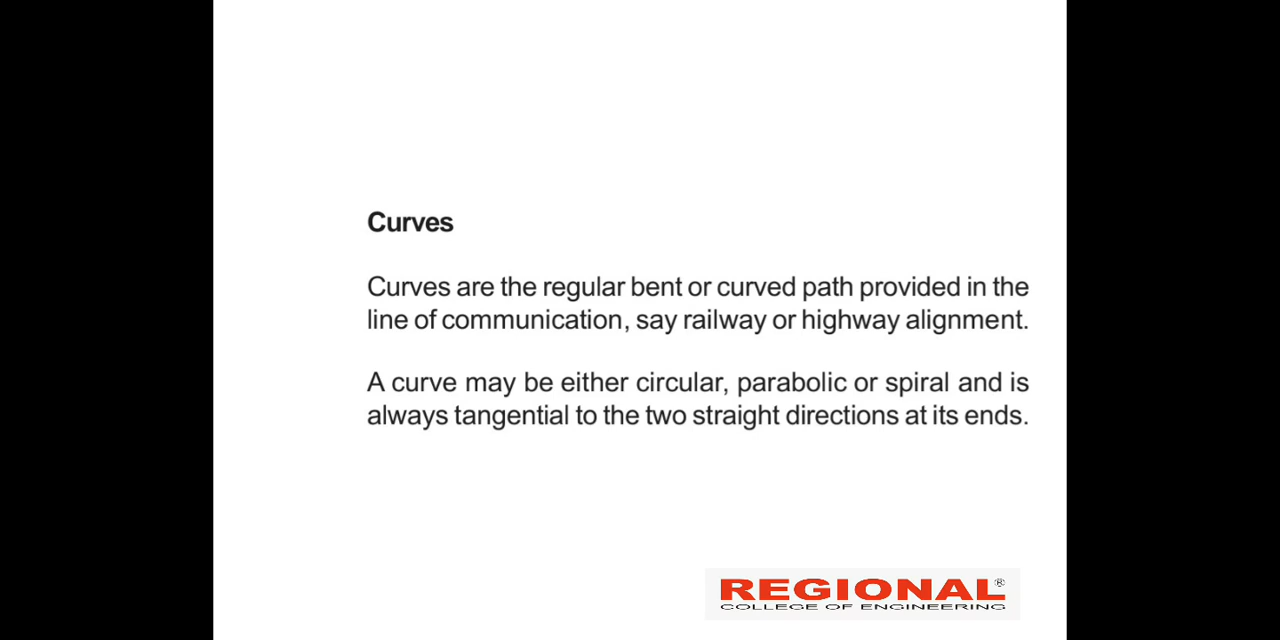 Curves
Curves are the regular bent or curved path provided in the
line of communication, say railway or highway alignment.
A curve may be either circular, parabolic or spiral and is
always tangential to the two straight directions at its ends.
REGIONAL®
COLLEGE OF ENGINEERING